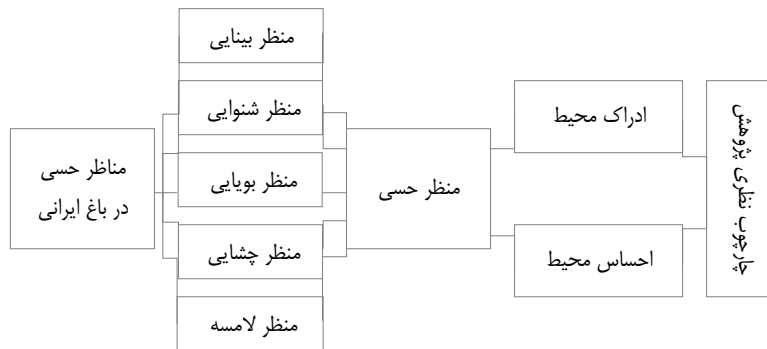 چارچوب نظری پژوهش
ادراک محیط
احساس محیط
منظر حسی
منظر بینایی
منظر شنوایی
منظر بویایی
منظر چشایی
منظر لامسه
مناظر حسی
در باغ ایرانی